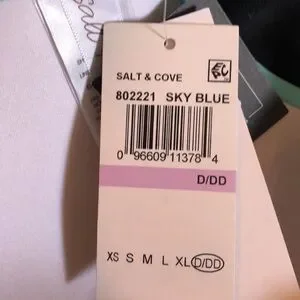 SALT & COVE
802221 SKY BLUE
0 96609 11378 4
D/DD
XS S M L XL D/DD